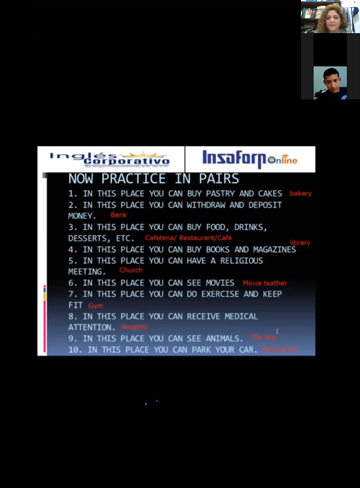 Inglés corporativo
Insaforp online
NOW PRACTICE IN PAIRS
1. IN THIS PLACE YOU CAN BUY PASTRY AND CAKES bakery
2. IN THIS PLACE YOU CAN WITHDRAW AND DEPOSIT
MONEY. Bank
3. IN THIS PLACE YOU CAN BUY FOOD, DRINKS,
DESSERTS, ETC. Cafeteria/ Restaurant/Café
4. IN THIS PLACE YOU CAN BUY BOOKS AND MAGAZINES library
5. IN THIS PLACE YOU CAN HAVE A RELIGIOUS
MEETING. Church
6. IN THIS PLACE YOU CAN SEE MOVIES Movie teather
7. IN THIS PLACE YOU CAN DO EXERCISE AND KEEP
FIT Gym
8. IN THIS PLACE YOU CAN RECEIVE MEDICAL
ATTENTION. Hospital
9. IN THIS PLACE YOU CAN SEE ANIMALS.
10. IN THIS PLACE YOU CAN PARK YOUR CAR.